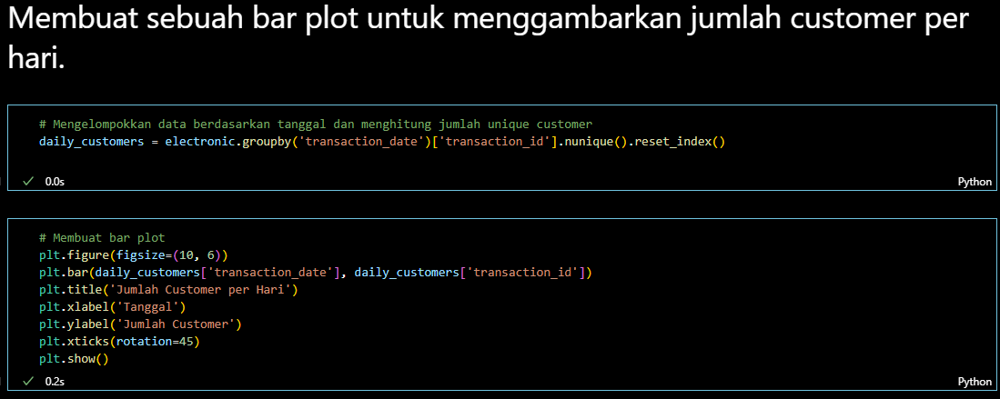 Membuat sebuah bar plot untuk menggambarkan jumlah customer per
hari.
# Mengelompokkan data berdasarkan tanggal dan menghitung jumlah unique customer
daily_customers = electronic.groupby('transaction_date')['transaction_id'].nunique().reset_index()
0.0s
Python
# Membuat bar plot
plt.figure(figsize=(10, 6))
plt.bar(daily_customers['transaction_date'], daily_customers['transaction_id'])
plt.title('Jumlah Customer per Hari')
plt.xlabel('Tanggal')
plt.ylabel('Jumlah Customer')
plt.xticks(rotation=45)
plt.show()
0.2s
Python